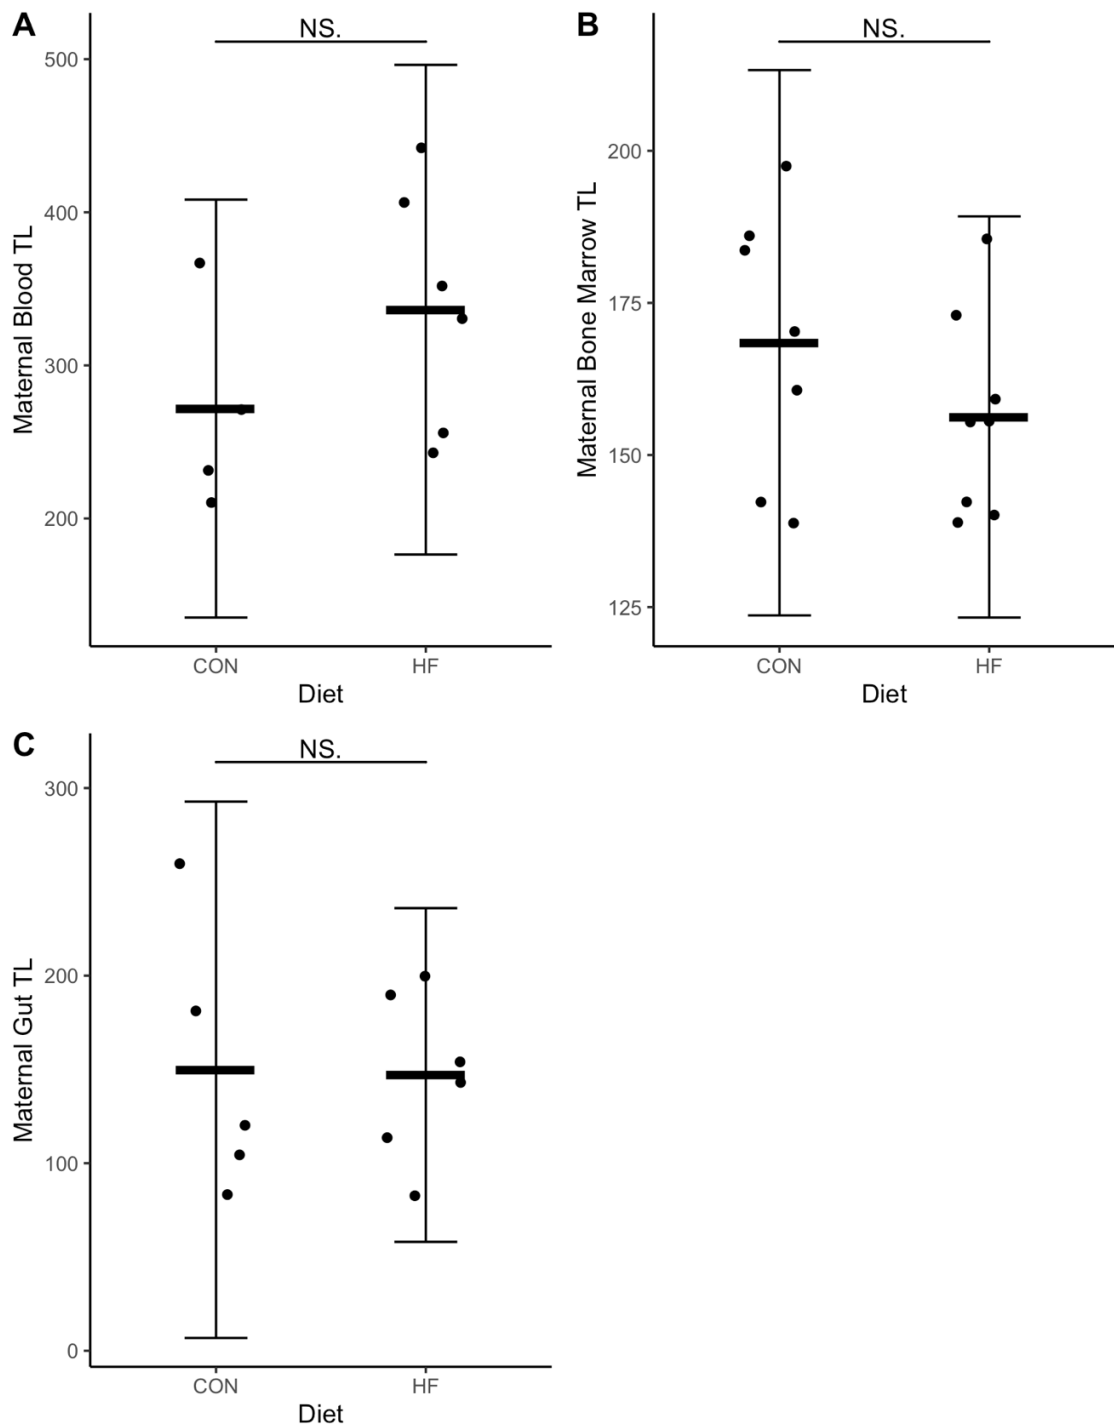 A
NS.
500
400
300
200
Maternal Blood TL
CON
HF
Diet
B
NS.
200
175
150
125
Maternal Bone Marrow TL
CON
HF
Diet
C
NS.
300
200
100
0
Maternal Gut TL
CON
HF
Diet